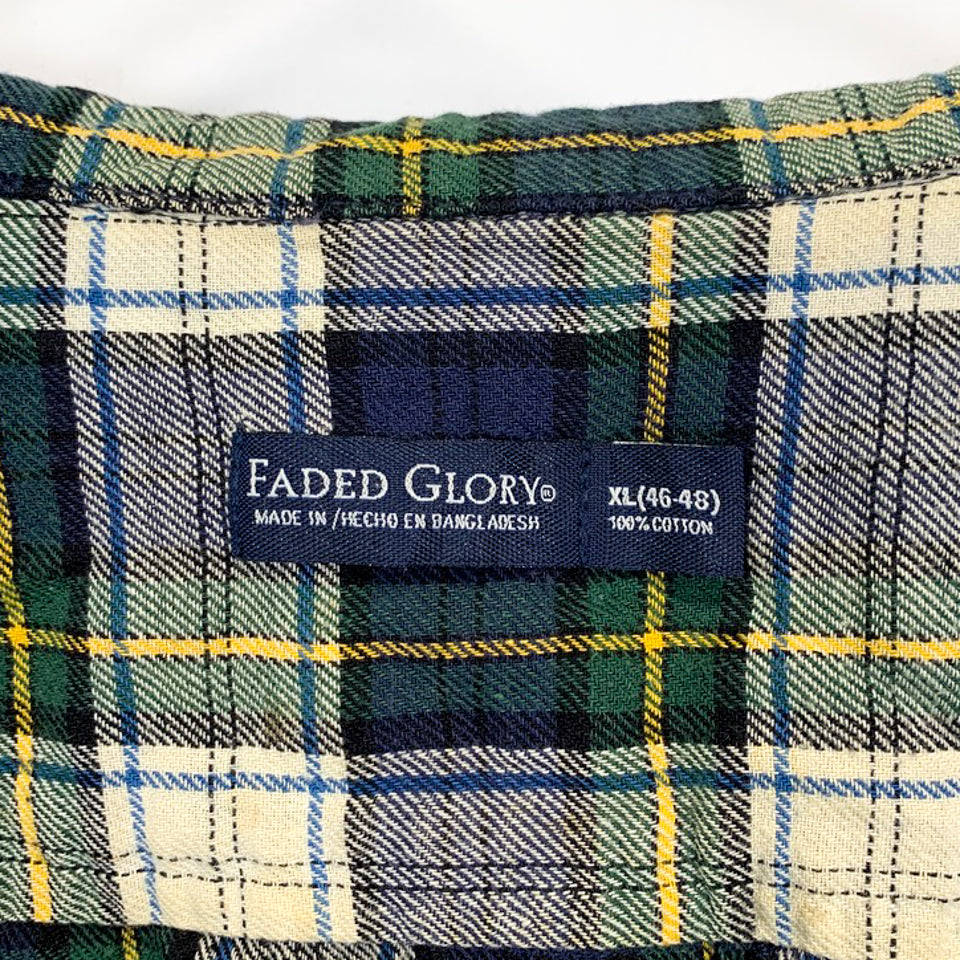 FADED GLORY®
MADE IN / HECHO EN BANGLADESH
XL(46-48)
100% COTTON